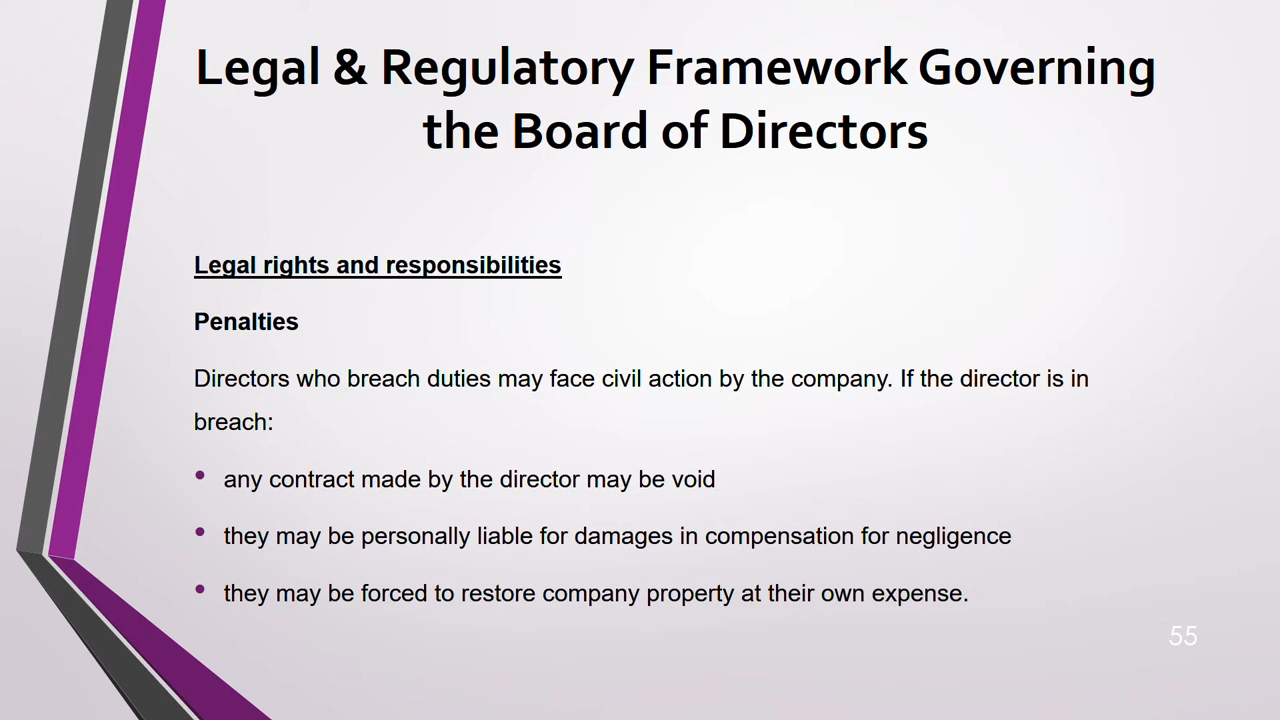 Legal & Regulatory Framework Governing
the Board of Directors
Legal rights and responsibilities
Penalties
Directors who breach duties may face civil action by the company. If the director is in
breach:
• any contract made by the director may be void
• they may be personally liable for damages in compensation for negligence
• they may be forced to restore company property at their own expense.
55